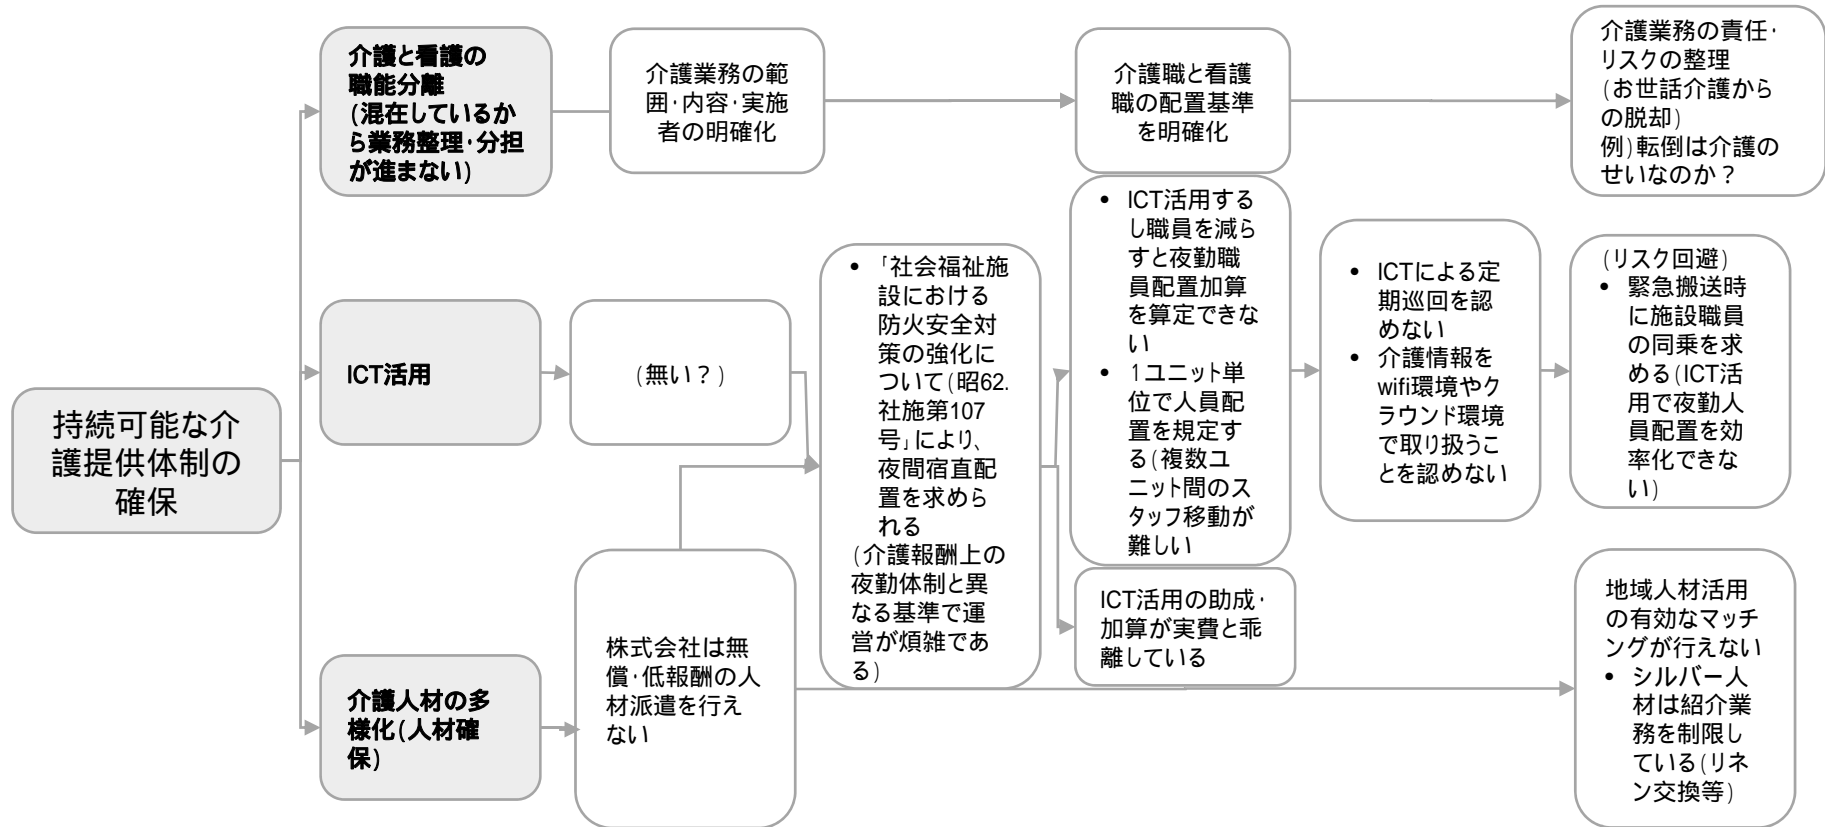 持続可能な介
護提供体制の
確保
介護と看護の
職能分離
(混在しているか
ら業務整理・分担
が進まない)
介護業務の範
囲・内容・実施
者の明確化
介護職と看護
職の配置基準
を明確化
介護業務の責任・
リスクの整理
(お世話介護から
の脱却)
例)転倒は介護の
せいなのか？
ICT活用
(無い？)
• 「社会福祉施
設における
防火安全対
策の強化に
ついて(昭62.
社施第107
号」により、
夜間宿直配
置を求めら
れる
(介護報酬上の
夜勤体制と異
なる基準で運
営が煩雑であ
る)
• ICT活用する
し職員を減ら
すと夜勤職
員配置加算
を算定できな
い
• 1ユニット単
位で人員配
置を規定す
る(複数ユ
ニット間のス
タッフ移動が
難しい
• ICTによる定
期巡回を認
めない
• 介護情報を
wifi環境やク
ラウンド環境
で取り扱うこ
とを認めない
(リスク回避)
• 緊急搬送時
に施設職員
の同乗を求
める(ICT活
用で夜勤人
員配置を効
率化できな
い)
ICT活用の助成・
加算が実費と乖
離している
介護人材の多
様化(人材確
保)
株式会社は無
償・低報酬の人
材派遣を行え
ない
地域人材活用
の有効なマッチ
ングが行えない
• シルバー人
材は紹介業
務を制限し
ている(リネ
ン交換等)